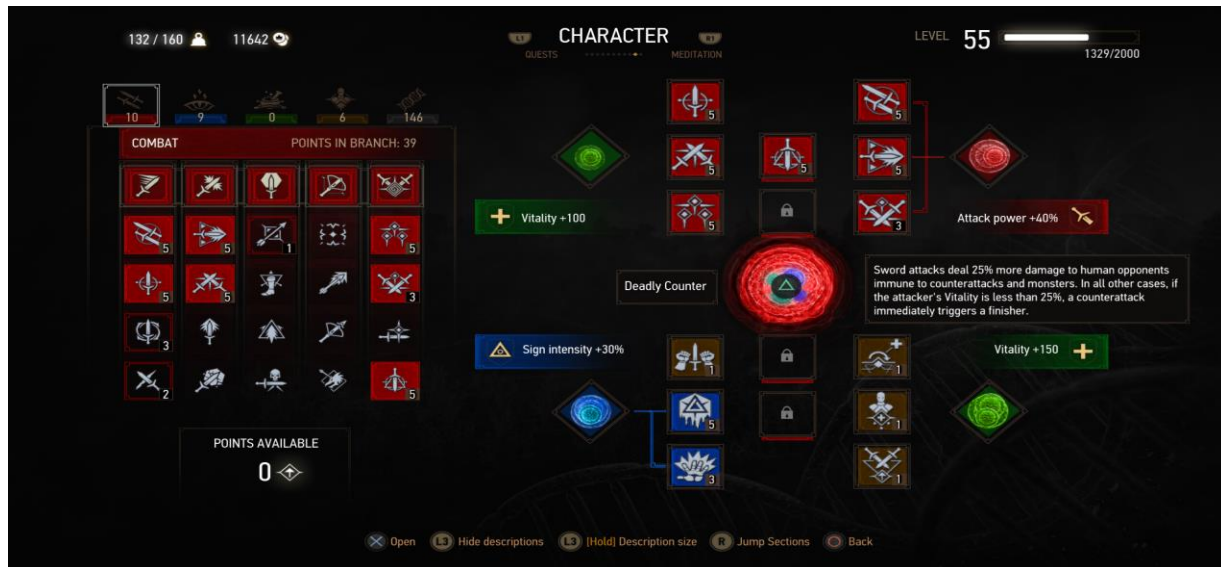 132 / 160
11642
L1
CHARACTER
R1
QUESTS
MEDITATION
LEVEL 55
1329/2000
10
9
0
6
146
COMBAT
POINTS IN BRANCH: 39
5
5
1
5
5
5
3
3
2
5
POINTS AVAILABLE
0
5
5
5
5
5
5
3
Vitality +100
Attack power +40%
Deadly Counter
Sword attacks deal 25% more damage to human opponents
immune to counterattacks and monsters. In all other cases, if
the attacker's Vitality is less than 25%, a counterattack
immediately triggers a finisher.
Sign intensity +30%
Vitality +150
1
1
5
1
3
1
Open
L3 Hide descriptions
L3 [Hold] Description size
R Jump Sections
Back